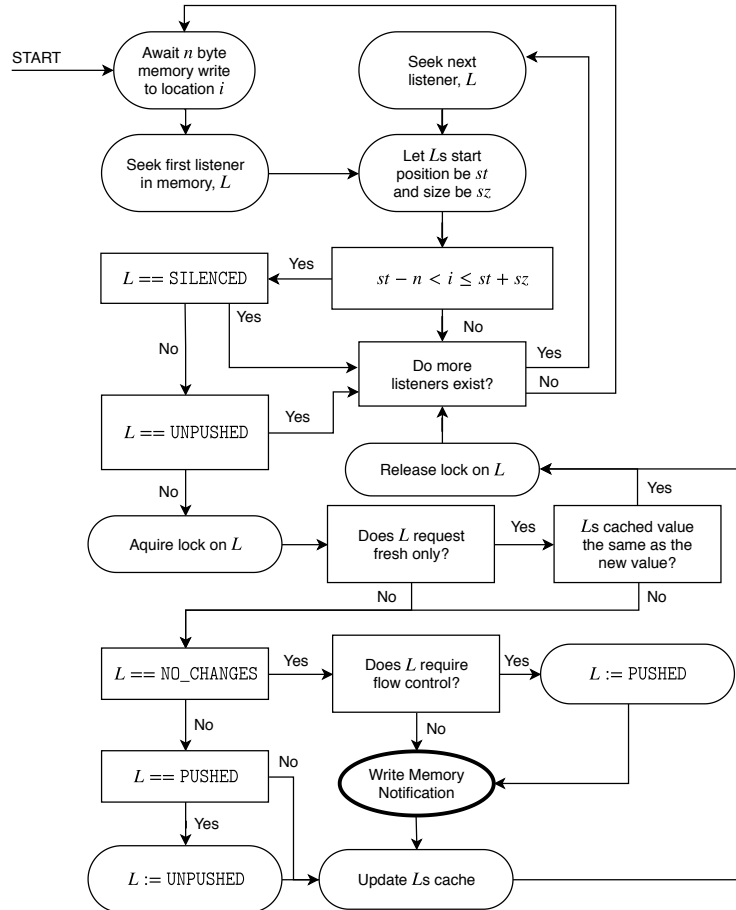 START
Await n byte
memory write
to location i
Seek next
listener, L
Seek first listener
in memory, L
Let Ls start
position be st
and size be sz
L == SILENCED
Yes
st − n < i ≤ st + sz
Yes
No
No
Do more
listeners exist?
Yes
No
L == UNPUSHED
Yes
Release lock on L
No
Yes
Aquire lock on L
Does L request
fresh only?
Yes
Ls cached value
the same as the
new value?
No
No
L == NO_CHANGES
Yes
Does L require
flow control?
Yes
L := PUSHED
No
No
L == PUSHED
No
Write Memory
Notification
Yes
L := UNPUSHED
Update Ls cache